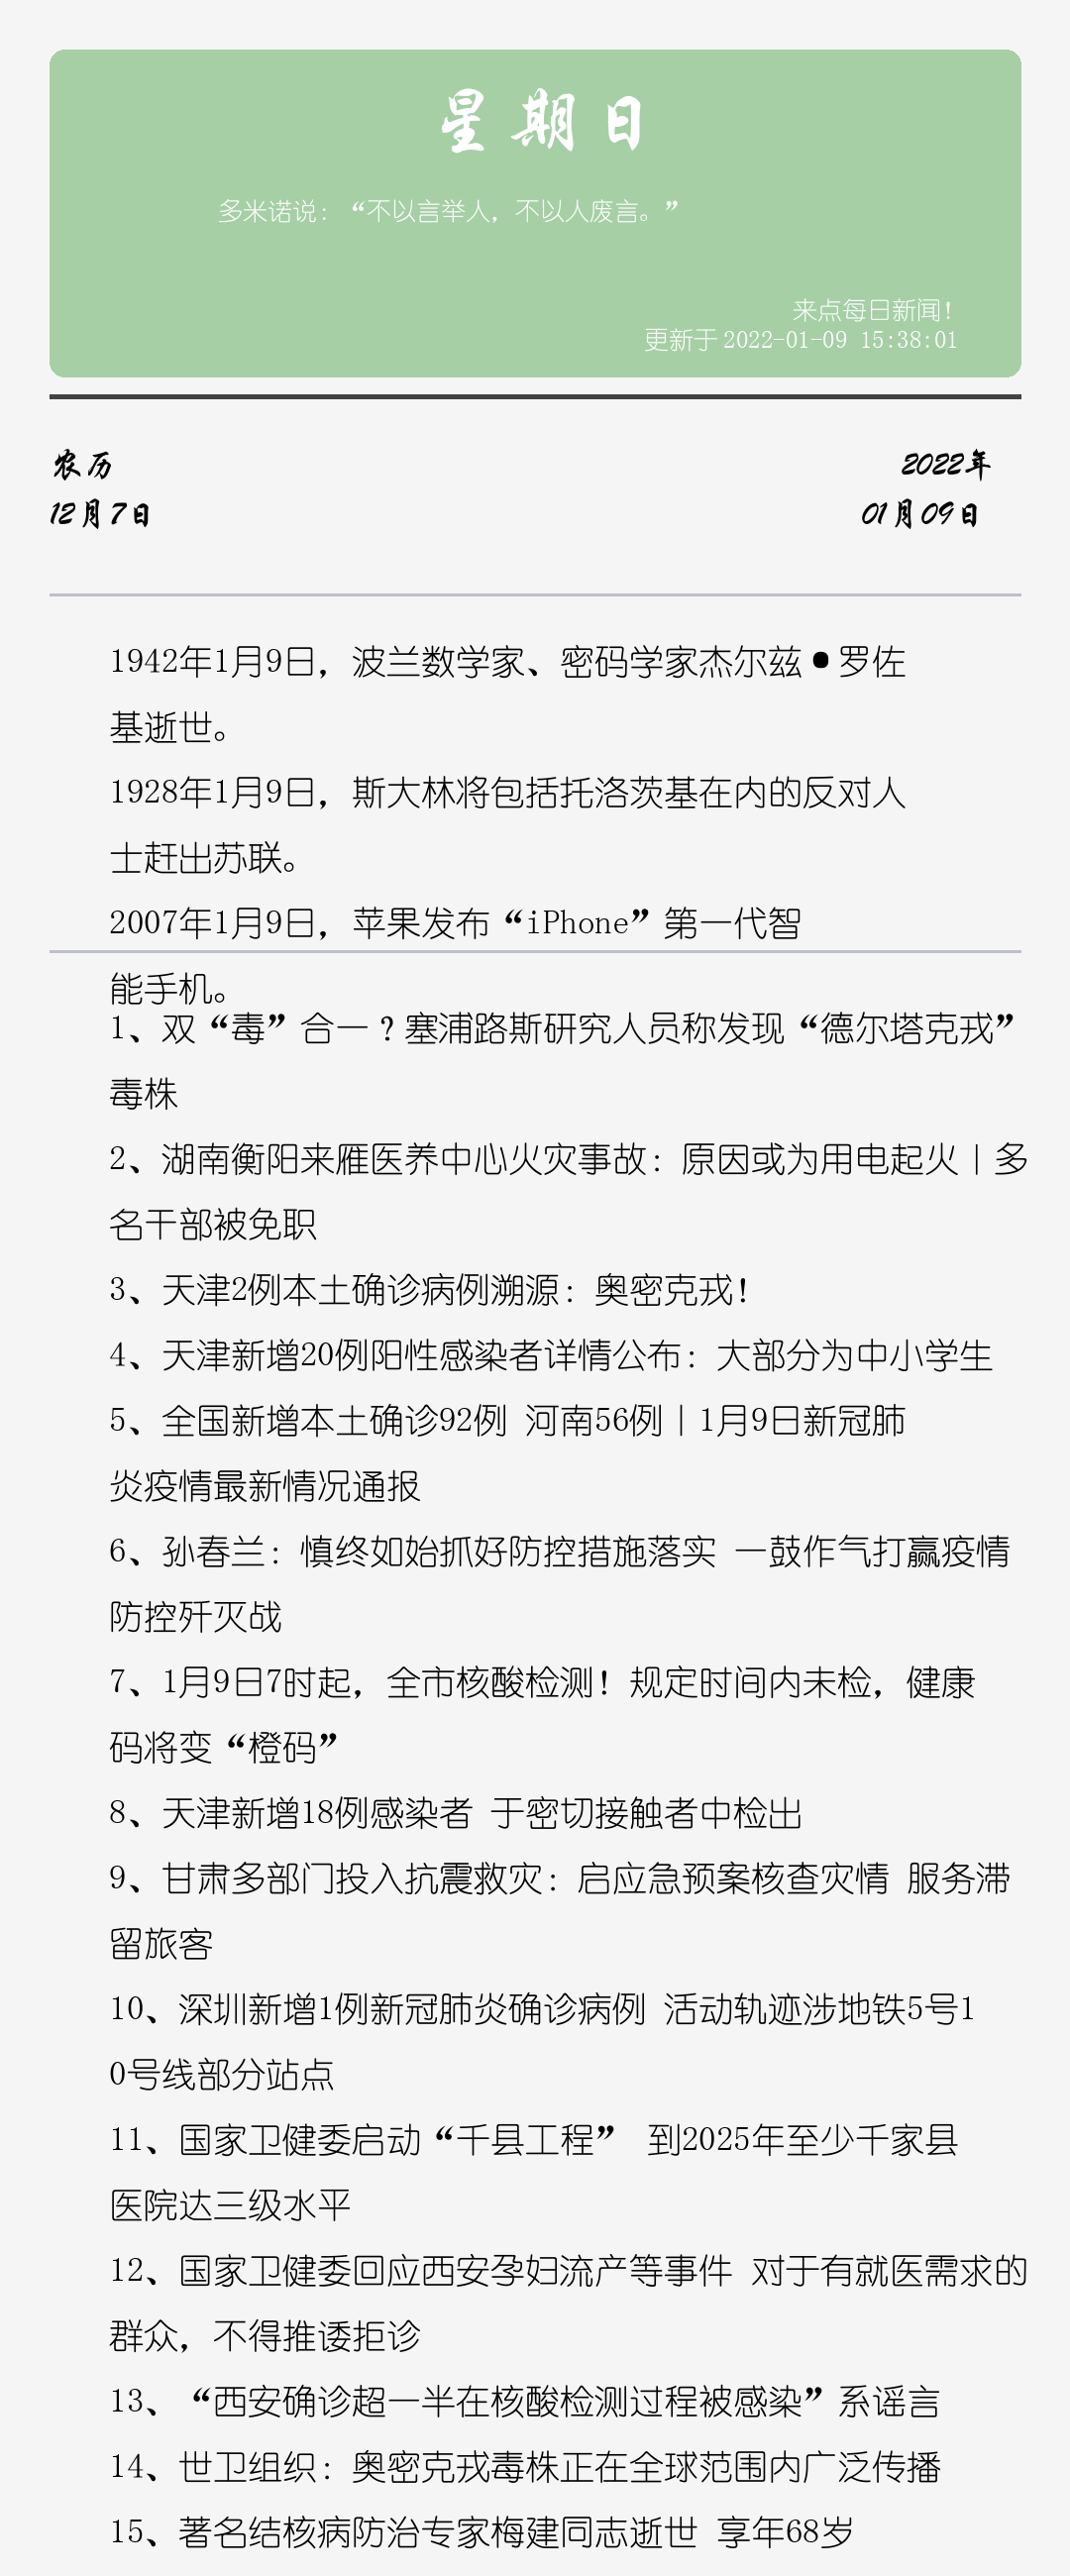 星期日
多米诺说：“不以言举人，不以人废言。”
来点每日新闻！
更新于 2022-01-09 15:38:01
农历
2022年
12月7日
01月09日
1942年1月9日，波兰数学家、密码学家杰尔兹•罗佐
基逝世。
1928年1月9日，斯大林将包括托洛茨基在内的反对人
士赶出苏联。
2007年1月9日，苹果发布“iPhone”第一代智
能手机。
1、双“毒”合一？塞浦路斯研究人员称发现“德尔塔克戎”
毒株
2、湖南衡阳来雁医养中心火灾事故：原因或为用电起火丨多
名干部被免职
3、天津2例本土确诊病例溯源：奥密克戎！
4、天津新增20例阳性感染者详情公布：大部分为中小学生
5、全国新增本土确诊92例 河南56例丨1月9日新冠肺
炎疫情最新情况通报
6、孙春兰：慎终如始抓好防控措施落实 一鼓作气打赢疫情
防控歼灭战
7、1月9日7时起，全市核酸检测！规定时间内未检，健康
码将变“橙码”
8、天津新增18例感染者 于密切接触者中检出
9、甘肃多部门投入抗震救灾：启应急预案核查灾情 服务滞
留旅客
10、深圳新增1例新冠肺炎确诊病例 活动轨迹涉地铁5号1
0号线部分站点
11、国家卫健委启动“千县工程” 到2025年至少千家县
医院达三级水平
12、国家卫健委回应西安孕妇流产等事件 对于有就医需求的
群众，不得推诿拒诊
13、“西安确诊超一半在核酸检测过程被感染”系谣言
14、世卫组织：奥密克戎毒株正在全球范围内广泛传播
15、著名结核病防治专家梅建同志逝世 享年68岁